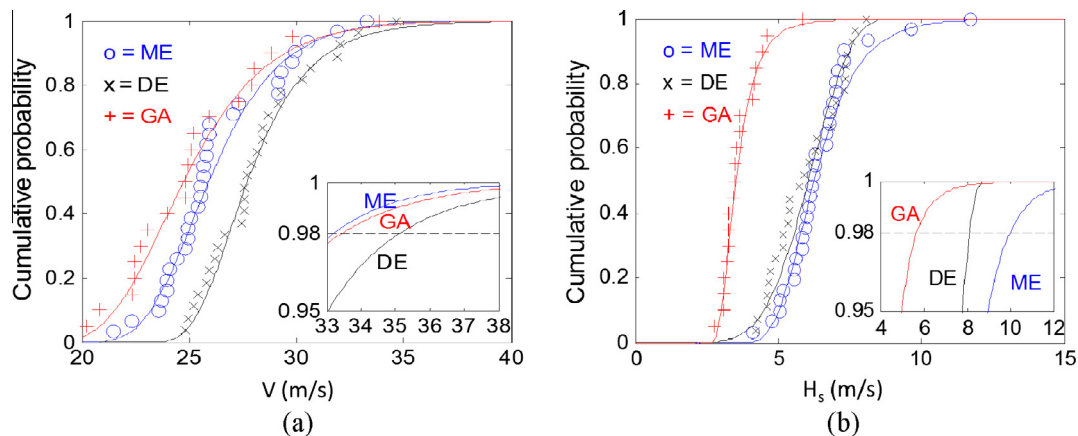 Cumulative probability
1
0.8
0.6
0.4
0.2
0
o = ME
x = DE
+ = GA
1
0.98
0.95
ME
GA
DE
33 34 35 36 37 38
20 25 30 35 40
V (m/s)
(a)
Cumulative probability
1
0.8
0.6
0.4
0.2
0
o = ME
x = DE
+ = GA
1
0.98
0.95
GA
DE
ME
4 6 8 10 12
0 5 10 15
Hs (m/s)
(b)